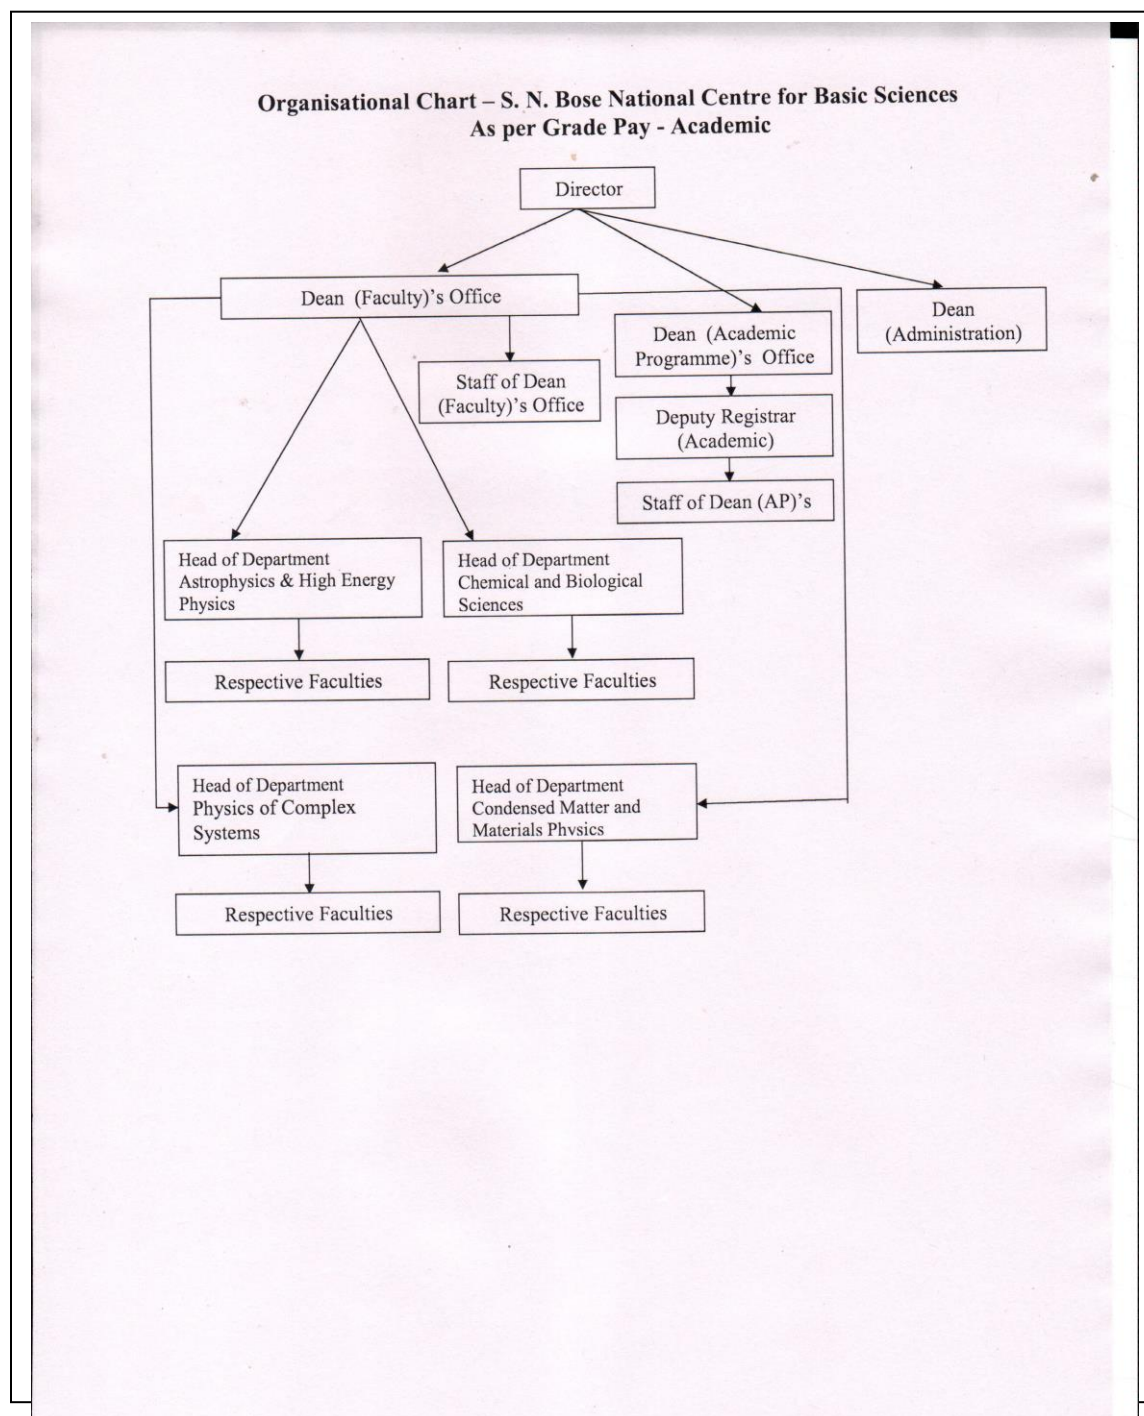 Organisational Chart – S. N. Bose National Centre for Basic Sciences
As per Grade Pay - Academic
Director
Dean (Faculty)'s Office
Dean
(Administration)
Dean (Academic
Programme)'s Office
Staff of Dean
(Faculty)'s Office
Deputy Registrar
(Academic)
Staff of Dean (AP)'s
Head of Department
Astrophysics & High Energy
Physics
Head of Department
Chemical and Biological
Sciences
Respective Faculties
Respective Faculties
Head of Department
Physics of Complex
Systems
Head of Department
Condensed Matter and
Materials Physics
Respective Faculties
Respective Faculties